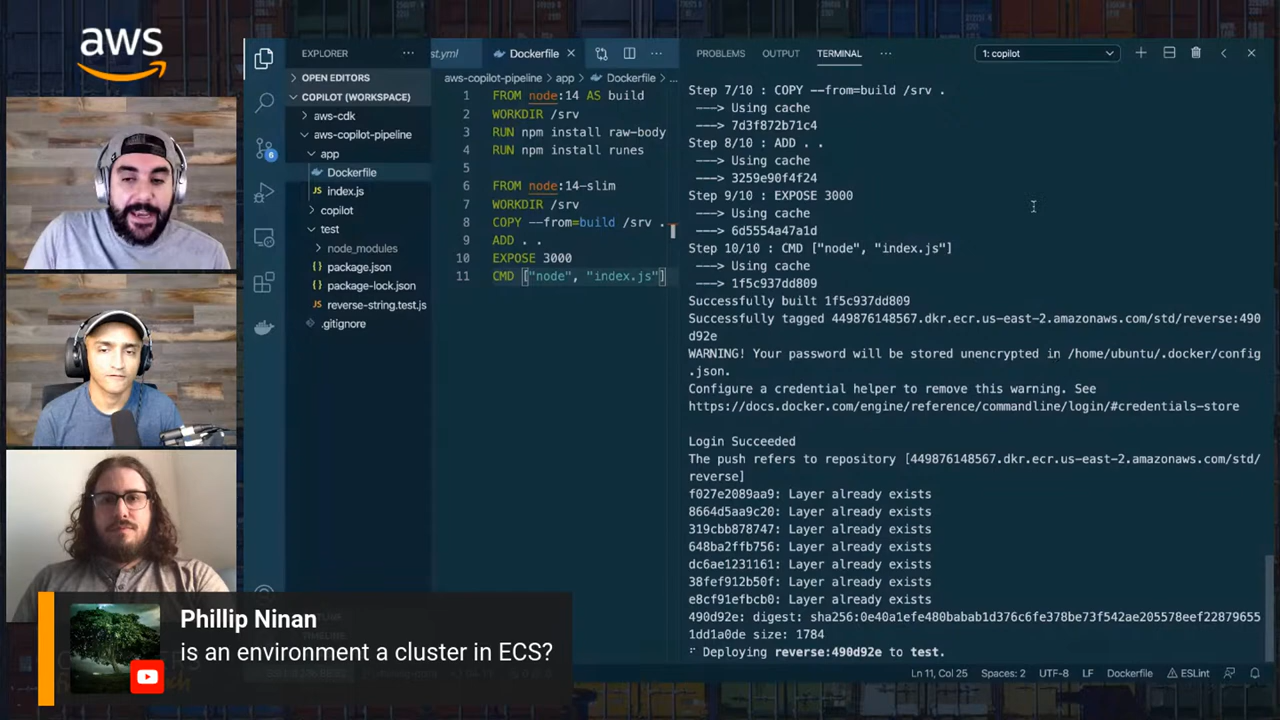 aws
EXPLORER
OPEN EDITORS
COPILOT (WORKSPACE)
aws-cdk
aws-copilot-pipeline
app
Dockerfile
index.js
copilot
test
node_modules
package.json
package-lock.json
reverse-string.test.js
.gitignore
6
st.yml
Dockerfile
aws-copilot-pipeline > app > Dockerfile > ...
1 FROM node:14 AS build
2 WORKDIR /srv
3 RUN npm install raw-body
4 RUN npm install runes
5
6 FROM node:14-slim
7 WORKDIR /srv
8 COPY --from=build /srv .
9 ADD . .
10 EXPOSE 3000
11 CMD ["node", "index.js"]
PROBLEMS OUTPUT TERMINAL ... 1: copilot
Step 7/10 : COPY --from=build /srv .
---> Using cache
---> 7d3f872b71c4
Step 8/10 : ADD . .
---> Using cache
---> 3259e90f4f24
Step 9/10 : EXPOSE 3000
---> Using cache
---> 6d5554a47a1d
Step 10/10 : CMD ["node", "index.js"]
---> Using cache
---> 1f5c937dd809
Successfully built 1f5c937dd809
Successfully tagged 449876148567.dkr.ecr.us-east-2.amazonaws.com/std/reverse:490
d92e
WARNING! Your password will be stored unencrypted in /home/ubuntu/.docker/config
.json.
Configure a credential helper to remove this warning. See
https://docs.docker.com/engine/reference/commandline/login/#credentials-store
Login Succeeded
The push refers to repository [449876148567.dkr.ecr.us-east-2.amazonaws.com/std/
reverse]
f027e2089aa9: Layer already exists
8664d5aa9c20: Layer already exists
319cbb878747: Layer already exists
648ba2ffb756: Layer already exists
dc6ae1231161: Layer already exists
38fef912b50f: Layer already exists
e8cf91efbcb0: Layer already exists
490d92e: digest: sha256:0e40a1efe480babab1d376c6fe378be73f542ae205578eef22879655
1dd1a0de size: 1784
Deploying reverse:490d92e to test.
Phillip Ninan
is an environment a cluster in ECS?
Ln 11, Col 25 Spaces: 2 UTF-8 LF Dockerfile ESLint